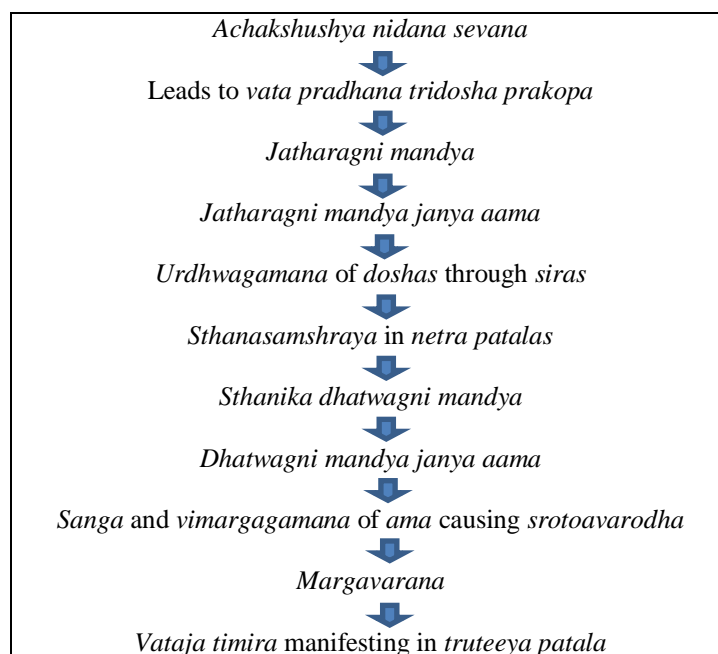 Achakshushya nidana sevana
Leads to vata pradhana tridosha prakopa
Jatharagni mandya
Jatharagni mandya janya aama
Urdhwagamana of doshas through siras
Sthanasamshraya in netra patalas
Sthanika dhatwagni mandya
Dhatwagni mandya janya aama
Sanga and vimargagamana of ama causing srotoavarodha
Margavarana
Vataja timira manifesting in truteeya patala